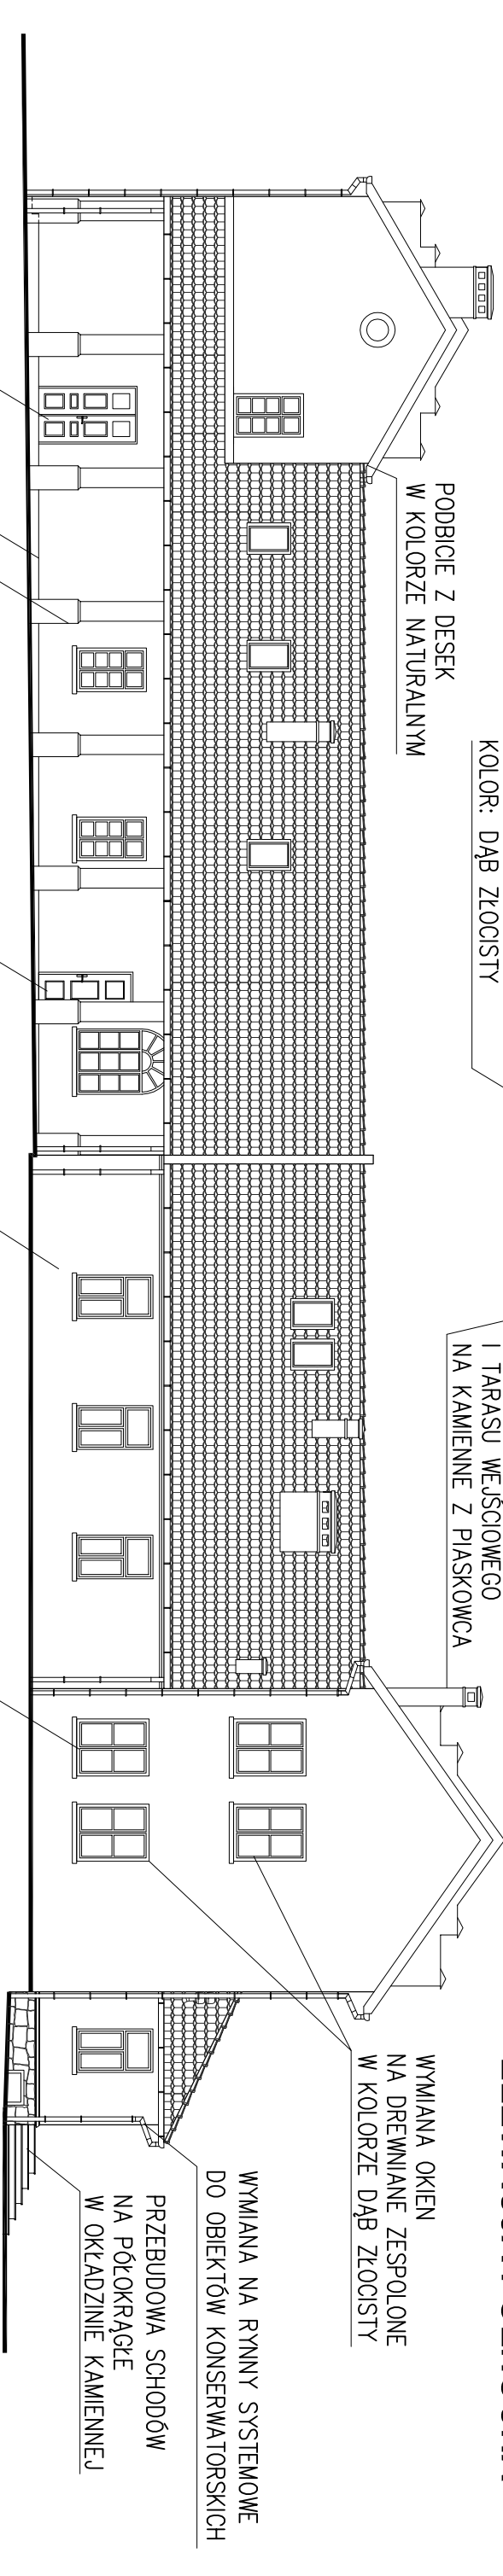 PODBICIE Z DESEK
W KOLORZE NATURALNYM
KOLOR: DĄB ZŁOCISTY
I TARASU WEJŚCIOWEGO
NA KAMIENNE Z PIASKOWCA
WYMIANA OKIEN
NA DREWNIANE ZESPOLONE
W KOLORZE DĄB ZŁOCISTY
WYMIANA NA RYNNY SYSTEMOWE
DO OBIEKTÓW KONSERWATORSKICH
PRZEBUDOWA SCHODÓW
NA PÓŁOKRĄGŁE
W OKŁADZINIE KAMIENNEJ